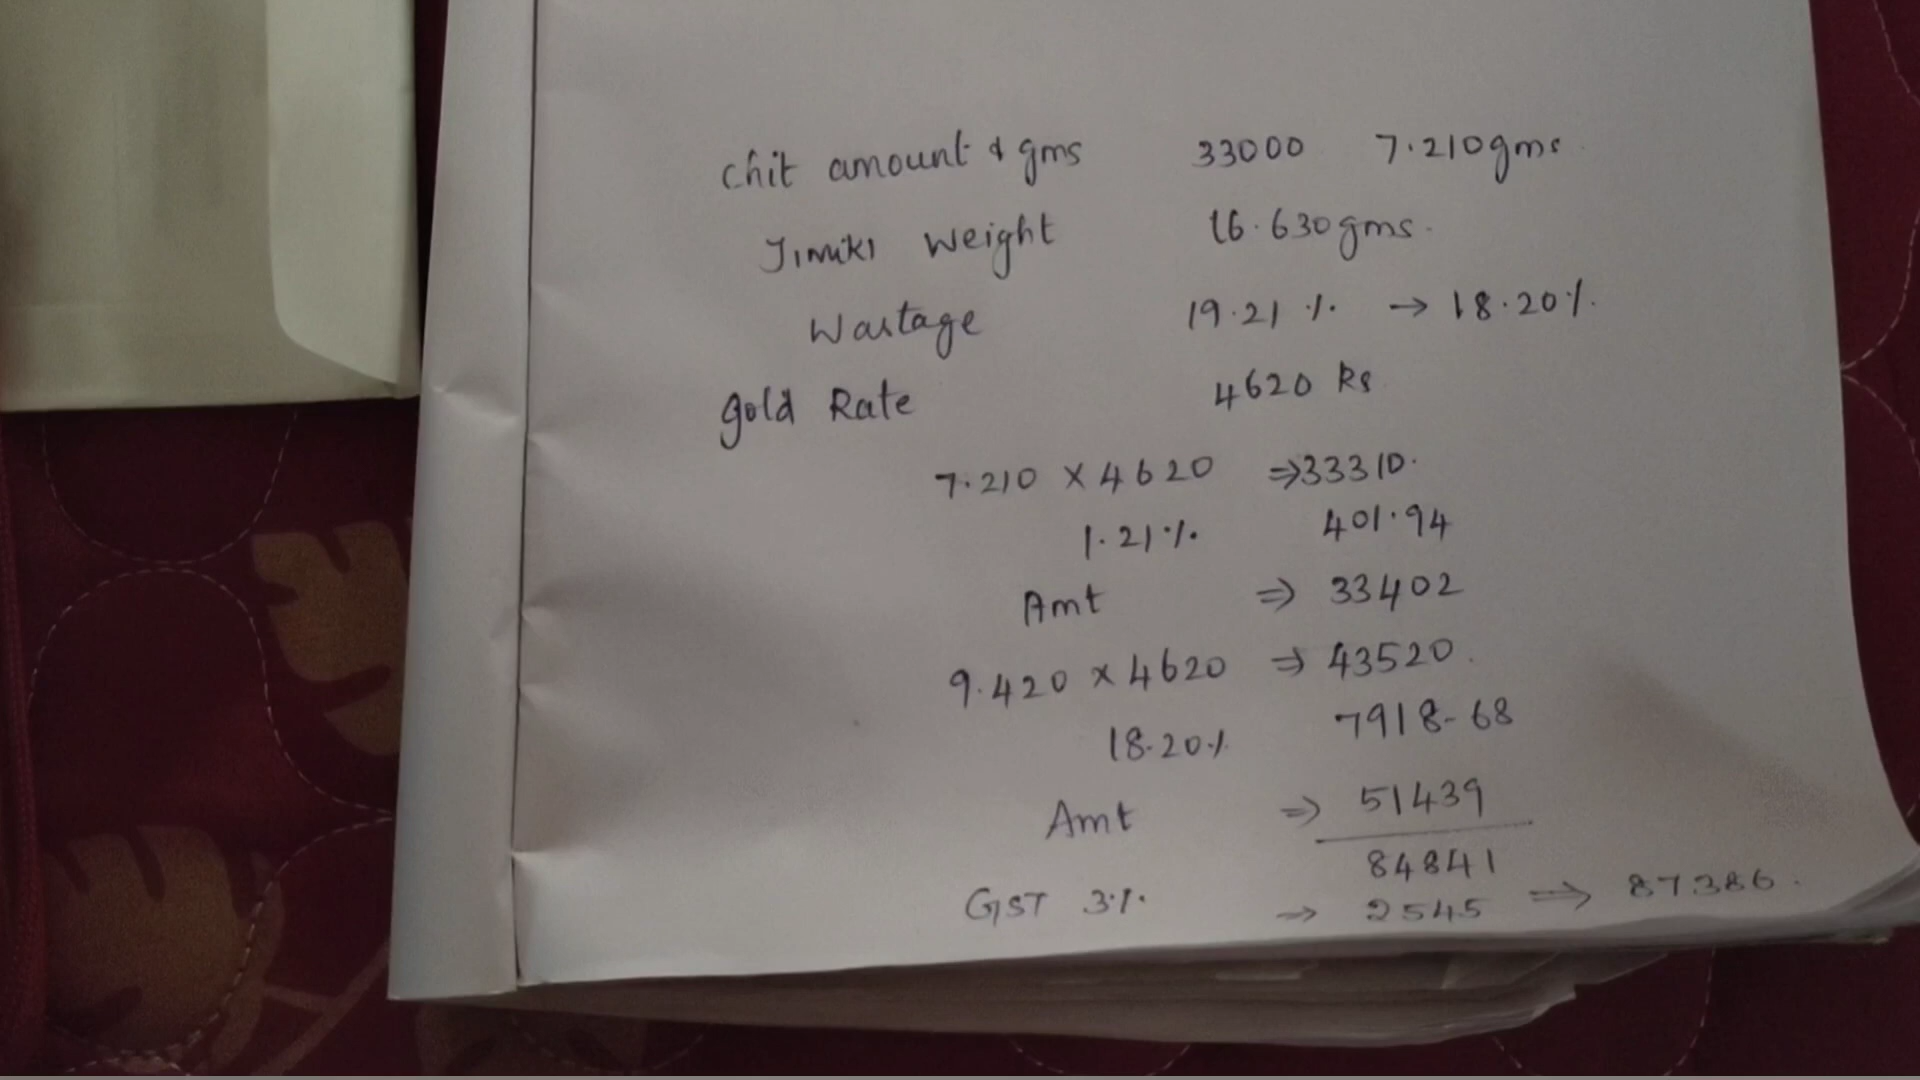 chit amount & gms 33000 7.210gms
Jimiki weight 16.630gms.
Wastage 19.21 % → 18.20%.
gold Rate 4620 Rs
7.210 x 4620 ⇒33310.
1.21% 401.94
Amt ⇒ 33402
9.420 x 4620 ⇒ 43520.
18.20% 7918-68
Amt ⇒ 51439
84841
GST 3% ⇒ 2545 ⇒ 87386.